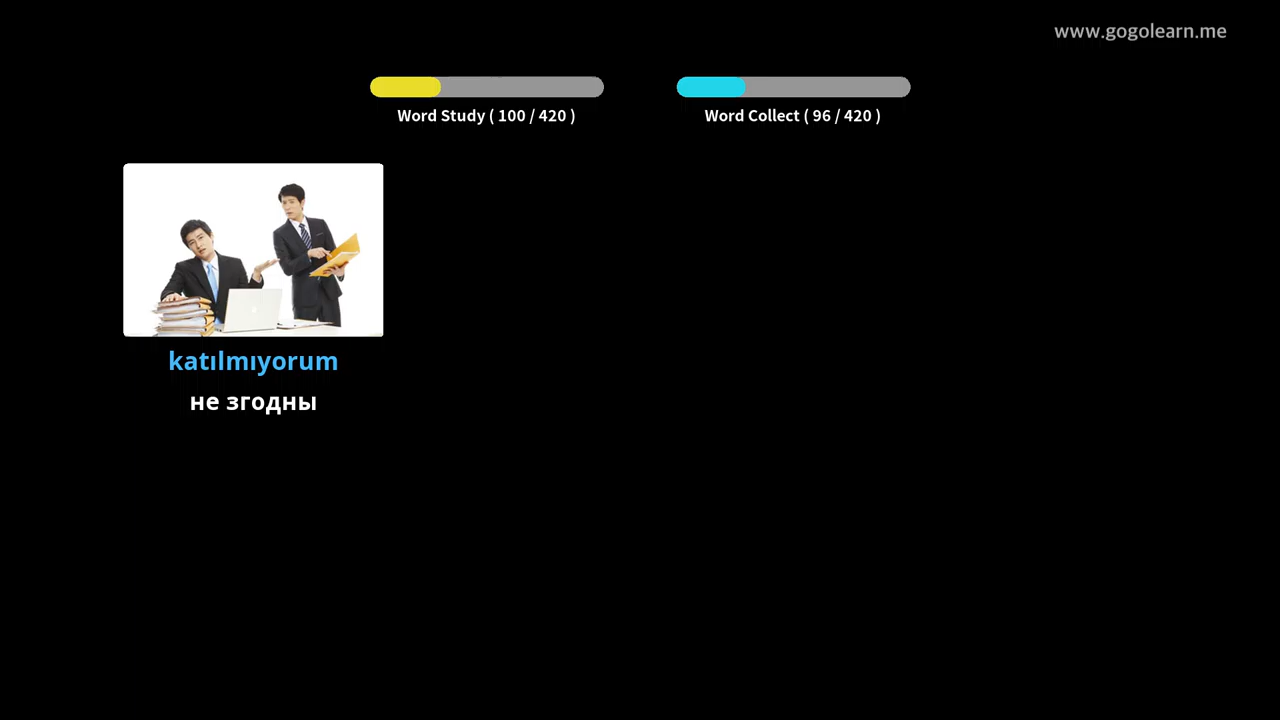 www.gogolearn.me
Word Study ( 100 / 420 )
Word Collect ( 96 / 420 )
katılmıyorum
не згодны